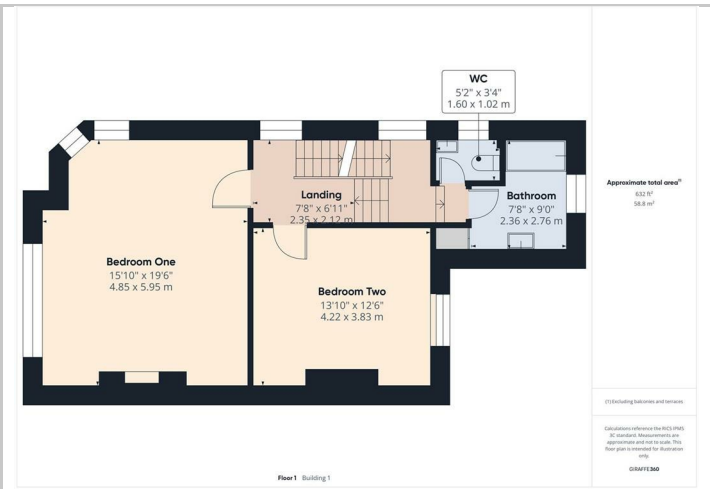 WC
5'2" x 3'4"
1.60 x 1.02 m
Landing
7'8" x 6'11"
2.35 x 2.12 m
Bathroom
7'8" x 9'0"
2.36 x 2.76 m
Bedroom One
15'10" x 19'6"
4.85 x 5.95 m
Bedroom Two
13'10" x 12'6"
4.22 x 3.83 m
Approximate total area⁽¹⁾
632 ft²
58.8 m²
(1) Excluding balconies and terraces
Calculations reference the RICS IPMS
3C standard. Measurements are
approximate and not to scale. This
floor plan is intended for illustration
only.
GIRAFFE360
Floor 1 Building 1